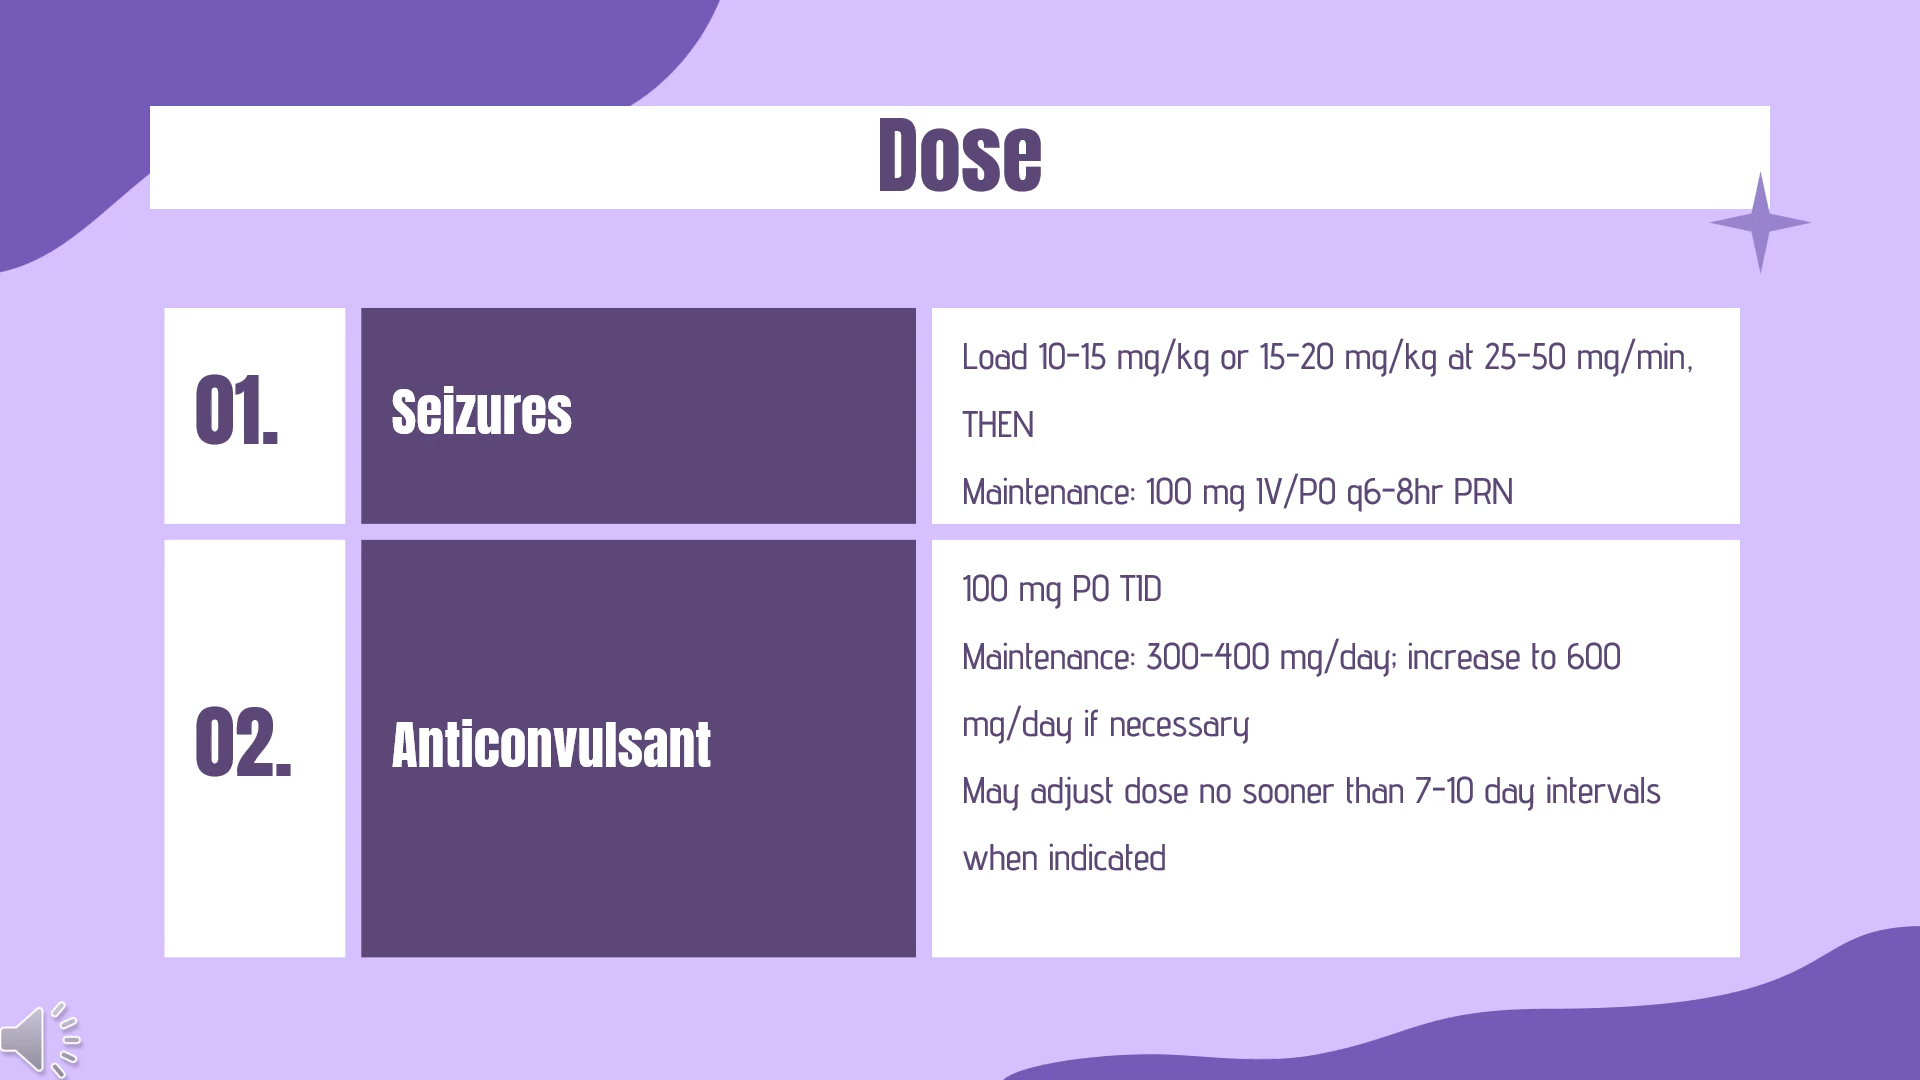 Dose
01.
Seizures
Load 10-15 mg/kg or 15-20 mg/kg at 25-50 mg/min,
THEN
Maintenance: 100 mg IV/PO q6-8hr PRN
02.
Anticonvulsant
100 mg PO TID
Maintenance: 300-400 mg/day; increase to 600
mg/day if necessary
May adjust dose no sooner than 7-10 day intervals
when indicated